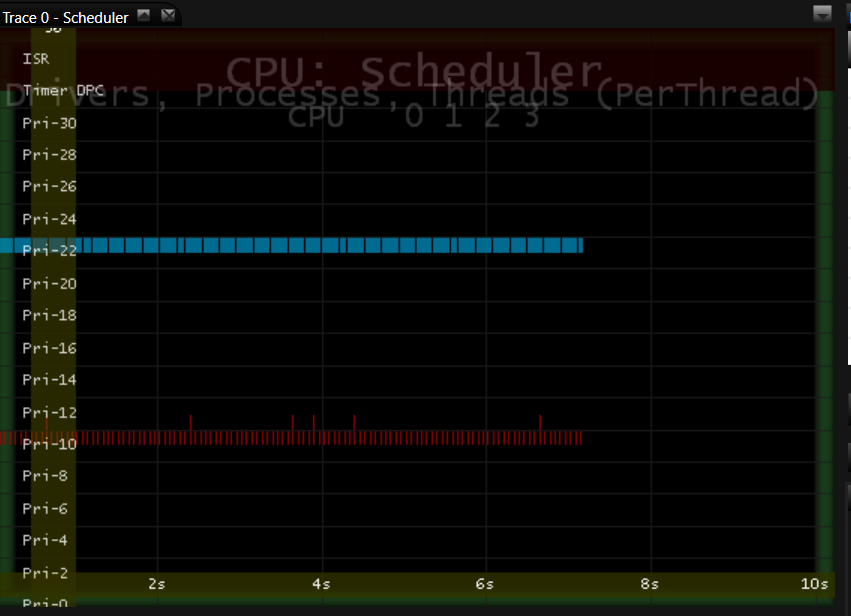 Trace 0 - Scheduler
ISR
CPU: Scheduler
Timer DPC
Drivers, Processes, Threads (PerThread)
CPU 0 1 2 3
Pri-30
Pri-28
Pri-26
Pri-24
Pri-22
Pri-20
Pri-18
Pri-16
Pri-14
Pri-12
Pri-10
Pri-8
Pri-6
Pri-4
Pri-2
2s 4s 6s 8s 10s
Pri-0